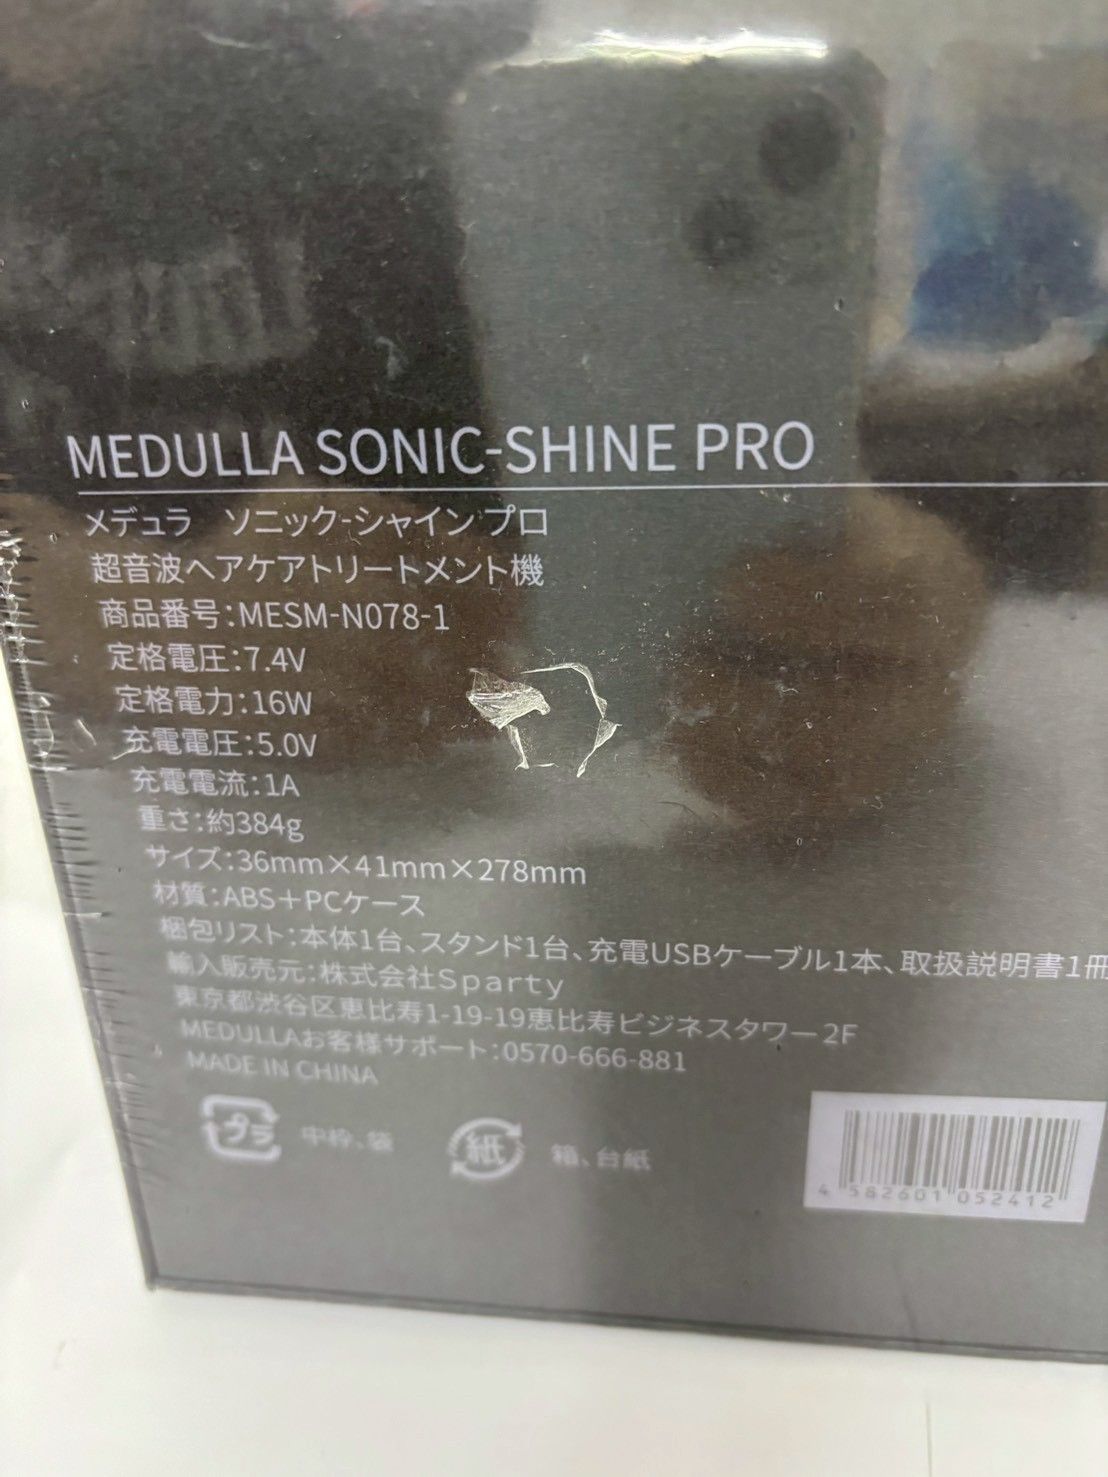 MEDULLA SONIC-SHINE PRO
メデュラ ソニック-シャイン プロ
超音波ヘアケアトリートメント機
商品番号:MESM-N078-1
定格電圧:7.4V
定格電力:16W
充電電圧:5.0V
充電電流:1A
重さ:約384g
サイズ:36mm×41mm×278mm
材質:ABS+PCケース
梱包リスト:本体1台、スタンド1台、充電USBケーブル1本、取扱説明書1冊
輸入販売元:株式会社Sparty
東京都渋谷区恵比寿1-19-19恵比寿ビジネスタワー2F
MEDULLAお客様サポート:0570-666-881
MADE IN CHINA
プラ 中枠、袋 紙 箱、台紙
4 582601 052412